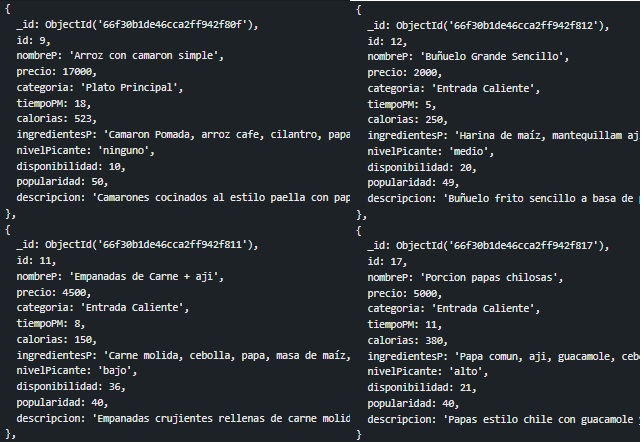 {
  _id: ObjectId('66f30b1de46cca2ff942f80f'),
  id: 9,
  nombreP: 'Arroz con camaron simple',
  precio: 17000,
  categoria: 'Plato Principal',
  tiempoPM: 18,
  calorias: 523,
  ingredientesP: 'Camaron Pomada, arroz cafe, cilantro, papa
  nivelPicante: 'ninguno',
  disponibilidad: 10,
  popularidad: 50,
  descripcion: 'Camarones cocinados al estilo paella con pap
},
{
  _id: ObjectId('66f30b1de46cca2ff942f811'),
  id: 11,
  nombreP: 'Empanadas de Carne + aji',
  precio: 4500,
  categoria: 'Entrada Caliente',
  tiempoPM: 8,
  calorias: 150,
  ingredientesP: 'Carne molida, cebolla, papa, masa de maíz,
  nivelPicante: 'bajo',
  disponibilidad: 36,
  popularidad: 40,
  descripcion: 'Empanadas crujientes rellenas de carne molid
},
{
  _id: ObjectId('66f30b1de46cca2ff942f812'),
  id: 12,
  nombreP: 'Buñuelo Grande Sencillo',
  precio: 2000,
  categoria: 'Entrada Caliente',
  tiempoPM: 5,
  calorias: 250,
  ingredientesP: 'Harina de maíz, mantequillam aji
  nivelPicante: 'medio',
  disponibilidad: 20,
  popularidad: 49,
  descripcion: 'Buñuelo frito sencillo a basa de
},
{
  _id: ObjectId('66f30b1de46cca2ff942f817'),
  id: 17,
  nombreP: 'Porcion papas chilosas',
  precio: 5000,
  categoria: 'Entrada Caliente',
  tiempoPM: 11,
  calorias: 380,
  ingredientesP: 'Papa comun, aji, guacamole, ceb
  nivelPicante: 'alto',
  disponibilidad: 21,
  popularidad: 40,
  descripcion: 'Papas estilo chile con guacamole
}